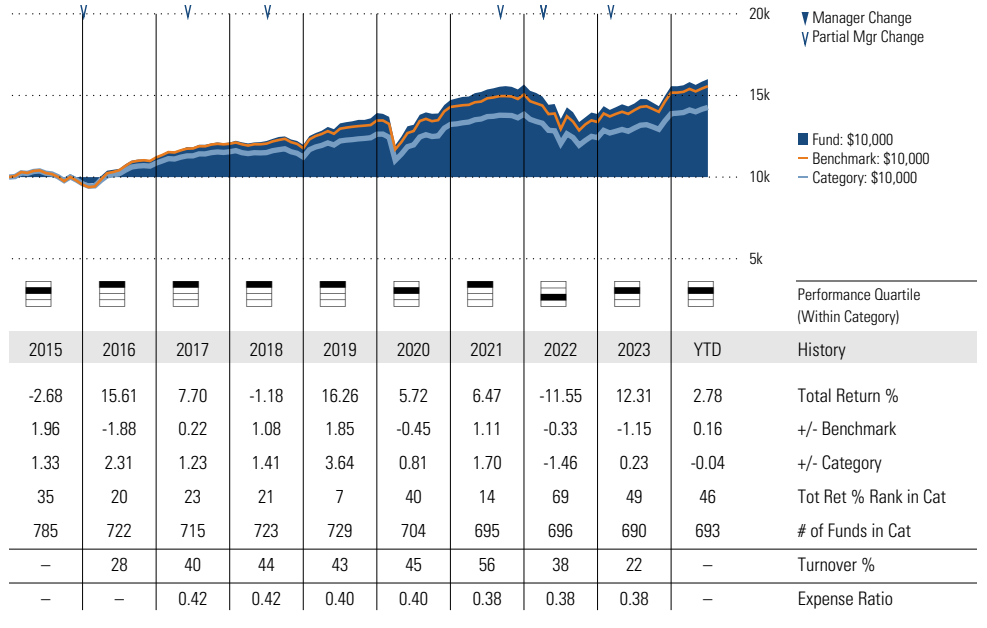 20k
▼ Manager Change
Partial Mgr Change
15k
Fund: $10,000
Benchmark: $10,000
Category: $10,000
10k
5k
Performance Quartile
(Within Category)
2015 2016 2017 2018 2019 2020 2021 2022 2023 YTD History
-2.68 15.61 7.70 -1.18 16.26 5.72 6.47 -11.55 12.31 2.78 Total Return %
1.96 -1.88 0.22 1.08 1.85 -0.45 1.11 -0.33 -1.15 0.16 +/- Benchmark
1.33 2.31 1.23 1.41 3.64 0.81 1.70 -1.46 0.23 -0.04 +/- Category
35 20 23 21 7 40 14 69 49 46 Tot Ret % Rank in Cat
785 722 715 723 729 704 695 696 690 693 # of Funds in Cat
– 28 40 44 43 45 56 38 22 – Turnover %
– – 0.42 0.42 0.40 0.40 0.38 0.38 0.38 – Expense Ratio